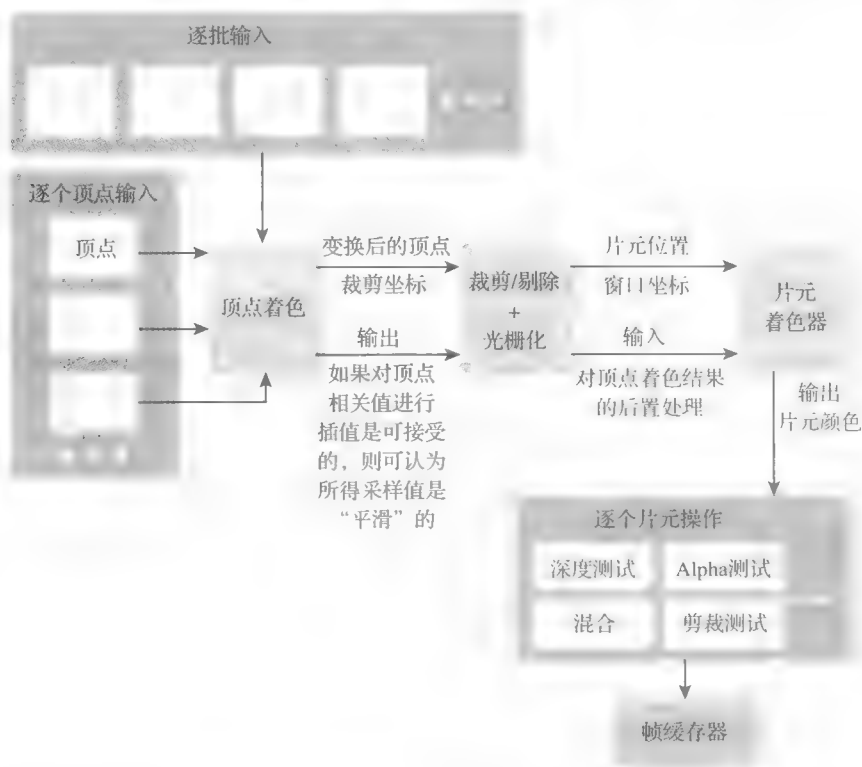 逐批输入
逐个顶点输入
顶点
顶点着色
变换后的顶点
裁剪坐标
输出
如果对顶点
相关值进行
插值是可接受
的，则可认为
所得采样值是
“平滑”的
裁剪/剔除
+
光栅化
片元位置
窗口坐标
输入
对顶点着色结果
的后置处理
片元
着色器
输出
片元颜色
逐个片元操作
深度测试
Alpha测试
混合
剪裁测试
帧缓存器